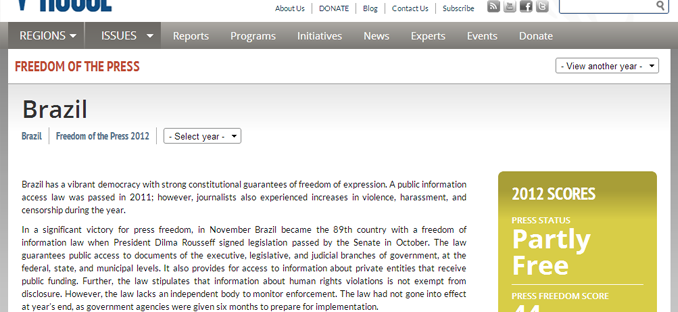 About Us | DONATE | Blog | Contact Us | Subscribe
REGIONS ISSUES Reports Programs Initiatives News Experts Events Donate
FREEDOM OF THE PRESS
- View another year -
Brazil
Brazil | Freedom of the Press 2012 | - Select year -
Brazil has a vibrant democracy with strong constitutional guarantees of freedom of expression. A public information
access law was passed in 2011; however, journalists also experienced increases in violence, harassment, and
censorship during the year.
In a significant victory for press freedom, in November Brazil became the 89th country with a freedom of
information law when President Dilma Rousseff signed legislation passed by the Senate in October. The law
guarantees public access to documents of the executive, legislative, and judicial branches of government, at the
federal, state, and municipal levels. It also provides for access to information about private entities that receive
public funding. Further, the law stipulates that information about human rights violations is not exempt from
disclosure. However, the law lacks an independent body to monitor enforcement. The law had not gone into effect
at year's end, as government agencies were given six months to prepare for implementation.
2012 SCORES
PRESS STATUS
Partly
Free
PRESS FREEDOM SCORE